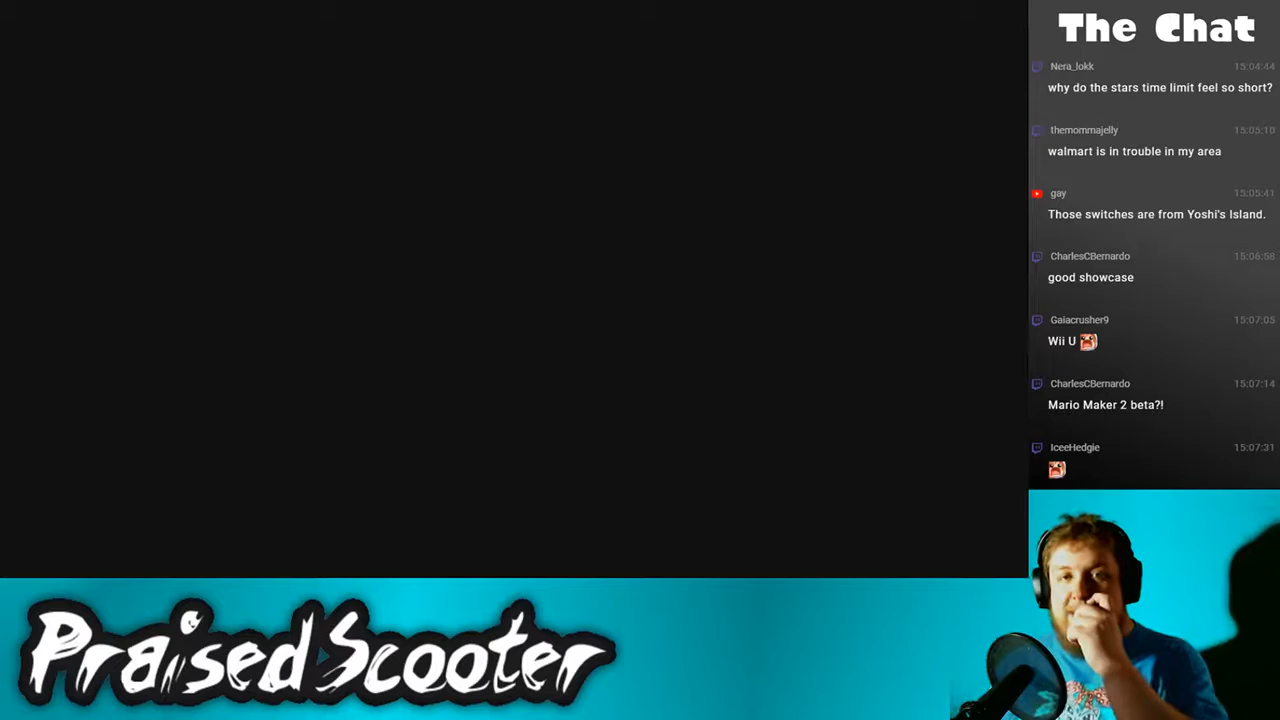 The Chat
Nera_lokk 15:04:44
why do the stars time limit feel so short?
themommajelly 15:05:10
walmart is in trouble in my area
gay 15:05:41
Those switches are from Yoshi's Island.
CharlesCBernardo 15:06:58
good showcase
Gaiacrusher9 15:07:05
Wii U
CharlesCBernardo 15:07:14
Mario Maker 2 beta?!
IceeHedgie 15:07:31
PraisedScooter